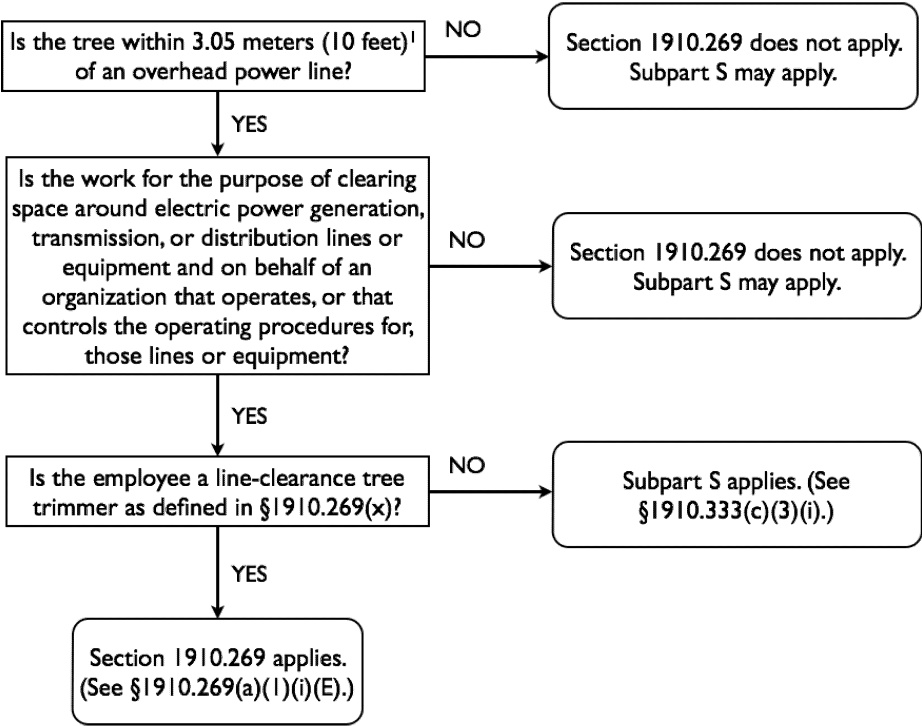 Is the tree within 3.05 meters (10 feet)¹
of an overhead power line?
NO
Section 1910.269 does not apply.
Subpart S may apply.
YES
Is the work for the purpose of clearing
space around electric power generation,
transmission, or distribution lines or
equipment and on behalf of an
organization that operates, or that
controls the operating procedures for,
those lines or equipment?
NO
Section 1910.269 does not apply.
Subpart S may apply.
YES
Is the employee a line-clearance tree
trimmer as defined in §1910.269(x)?
NO
Subpart S applies. (See
§1910.333(c)(3)(i).)
YES
Section 1910.269 applies.
(See §1910.269(a)(1)(i)(E).)